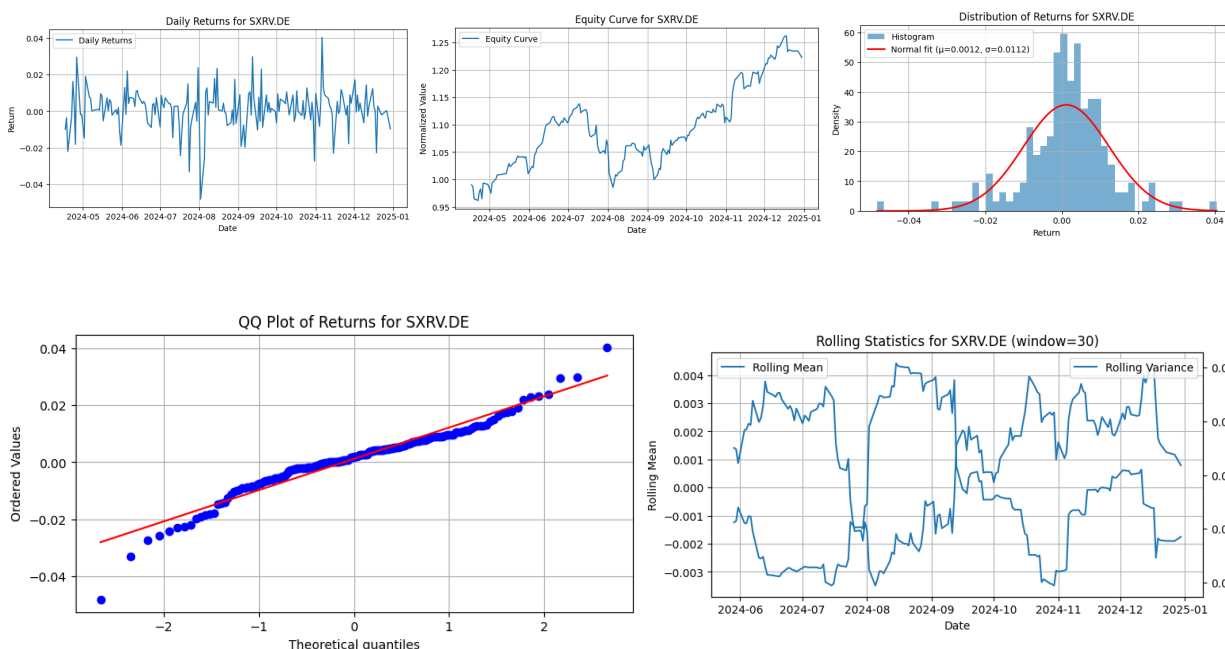 Daily Returns for SXRV.DE
Daily Returns
0.04
0.02
0.00
−0.02
−0.04
Return
2024-05 2024-06 2024-07 2024-08 2024-09 2024-10 2024-11 2024-12 2025-01
Date
Equity Curve for SXRV.DE
Equity Curve
1.25
1.20
1.15
1.10
1.05
1.00
0.95
Normalized Value
2024-05 2024-06 2024-07 2024-08 2024-09 2024-10 2024-11 2024-12 2025-01
Date
Distribution of Returns for SXRV.DE
Histogram
Normal fit (μ=0.0012, σ=0.0112)
60
50
40
30
20
10
0
Density
−0.04 −0.02 0.00 0.02 0.04
Return
QQ Plot of Returns for SXRV.DE
0.04
0.02
0.00
−0.02
−0.04
Ordered Values
−2 −1 0 1 2
Theoretical quantiles
Rolling Statistics for SXRV.DE (window=30)
Rolling Mean
Rolling Variance
0.004
0.003
0.002
0.001
0.000
−0.001
−0.002
−0.003
Rolling Mean
2024-06 2024-07 2024-08 2024-09 2024-10 2024-11 2024-12 2025-01
Date